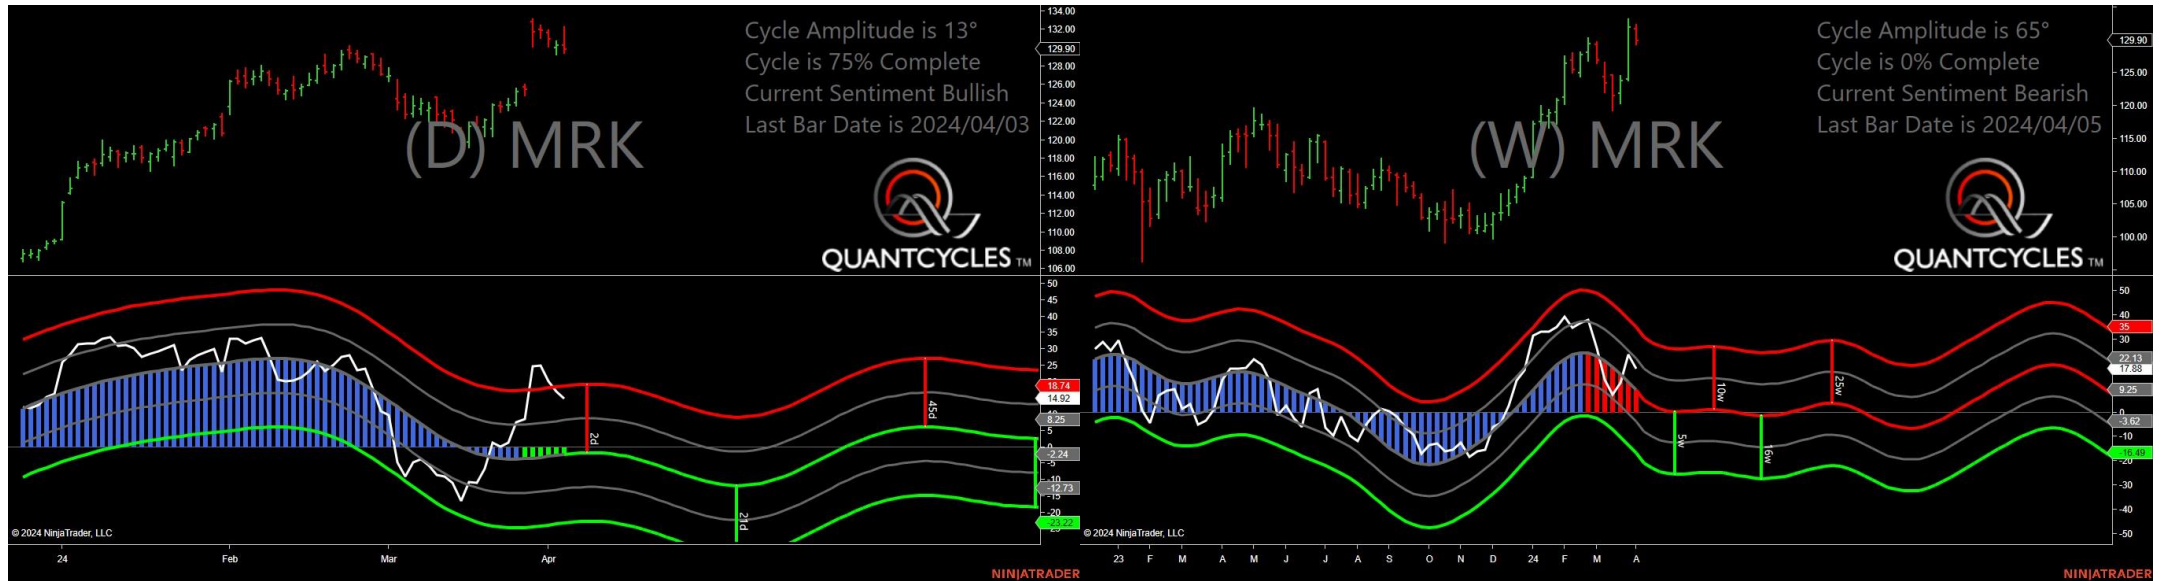 Cycle Amplitude is 13°
Cycle is 75% Complete
Current Sentiment Bullish
Last Bar Date is 2024/04/03
(D) MRK
QUANTCYCLES TM
134.00
132.00
129.90
128.00
126.00
124.00
122.00
120.00
118.00
116.00
114.00
112.00
110.00
108.00
106.00
50
45
40
35
30
25
18.74
14.92
8.25
5
0
-2.24
-5
-10
-12.73
-15
-20
-23.22
2d
21d
45d
© 2024 NinjaTrader, LLC
24 Feb Mar Apr
NINJATRADER
Cycle Amplitude is 65°
Cycle is 0% Complete
Current Sentiment Bearish
Last Bar Date is 2024/04/05
(W) MRK
QUANTCYCLES TM
129.90
125.00
120.00
115.00
110.00
105.00
100.00
50
40
35
30
22.13
17.88
9.25
0
-3.62
-10
-16.49
-20
-30
-40
-50
5w
10w
16w
25w
© 2024 NinjaTrader, LLC
23 F M A M J J A S O N D 24 F M A
NINJATRADER